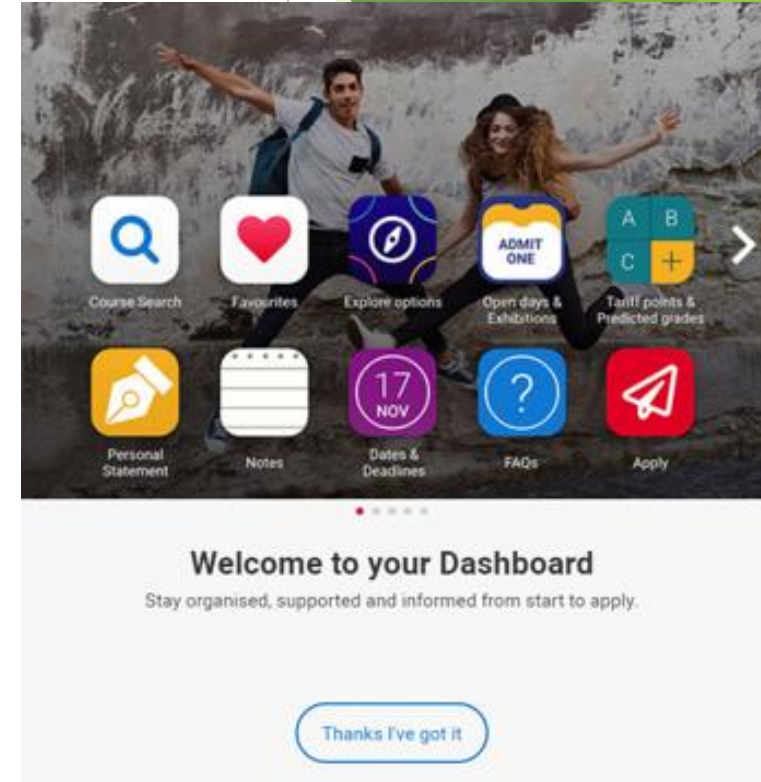 A B
C +
ADMIT
ONE
Course Search
Favourites
Explore options
Open days &
Exhibitions
Tariff points &
Predicted grades
17
NOV
?
Personal
Statement
Notes
Dates &
Deadlines
FAQs
Apply
Welcome to your Dashboard
Stay organised, supported and informed from start to apply.
Thanks I've got it